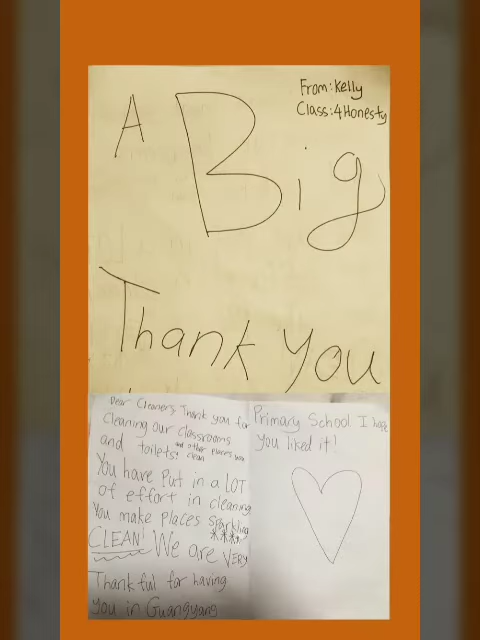 From: Kelly
Class: 4 Honesty
A Big
Thank you
Dear Cleaners, Thank you for
cleaning our classrooms
and toilets! and other places
clean
You have Put in a LOT
of effort in cleaning
You make places Sparkling
CLEAN! We are VERY
Thankful for having
you in Guangyang
Primary School I hope
you liked it!